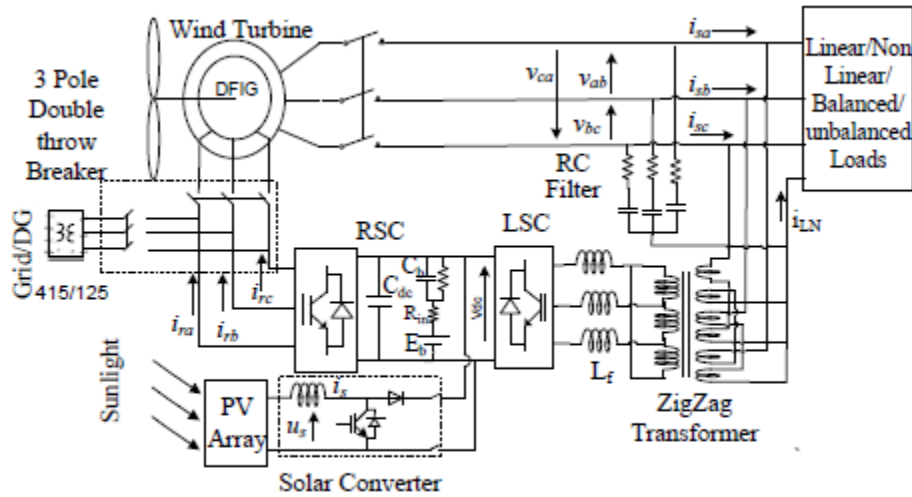 Wind Turbine
DFIG
3 Pole
Double
throw
Breaker
Grid/DG
415/125
i_sa
i_sb
i_sc
v_ca
v_ab
v_bc
Linear/Non
Linear/
Balanced/
unbalanced
Loads
RC
Filter
i_LN
RSC
LSC
C_b
C_dc
R_in
E_b
Vdc
i_ra
i_rb
i_rc
L_f
ZigZag
Transformer
Sunlight
PV
Array
i_s
u_s
Solar Converter